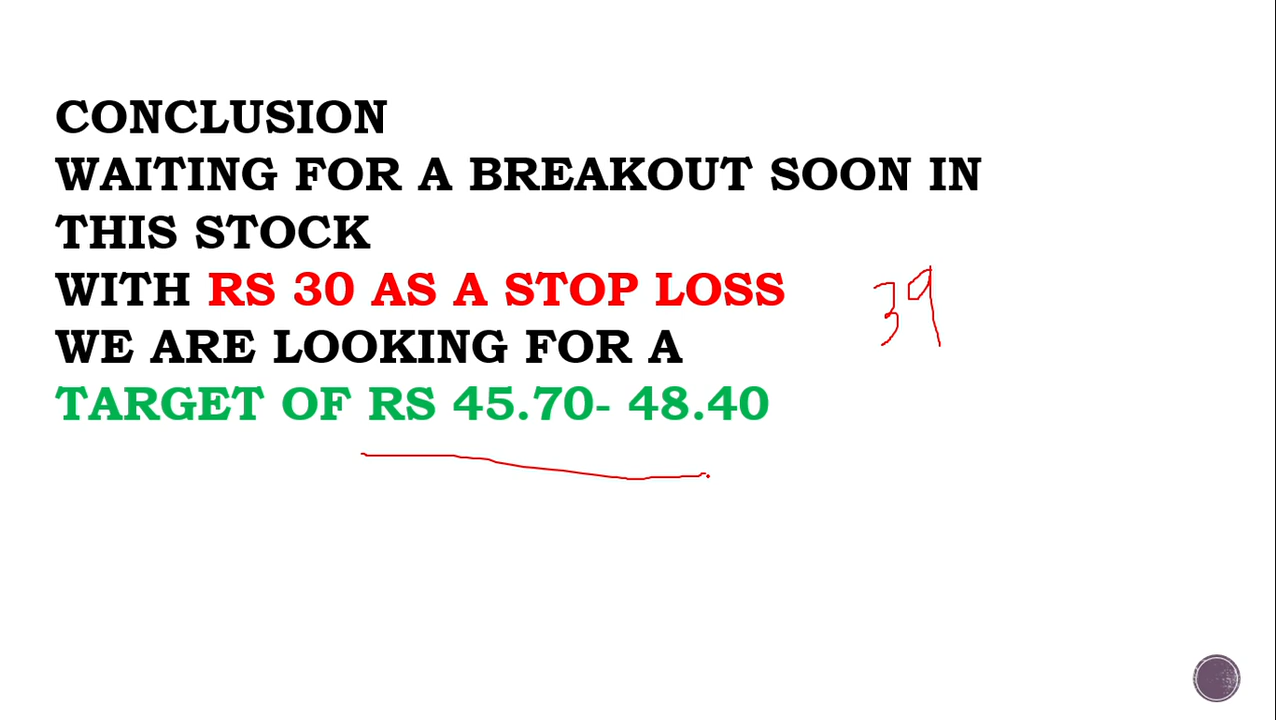 CONCLUSION
WAITING FOR A BREAKOUT SOON IN
THIS STOCK
WITH RS 30 AS A STOP LOSS
39
WE ARE LOOKING FOR A
TARGET OF RS 45.70- 48.40